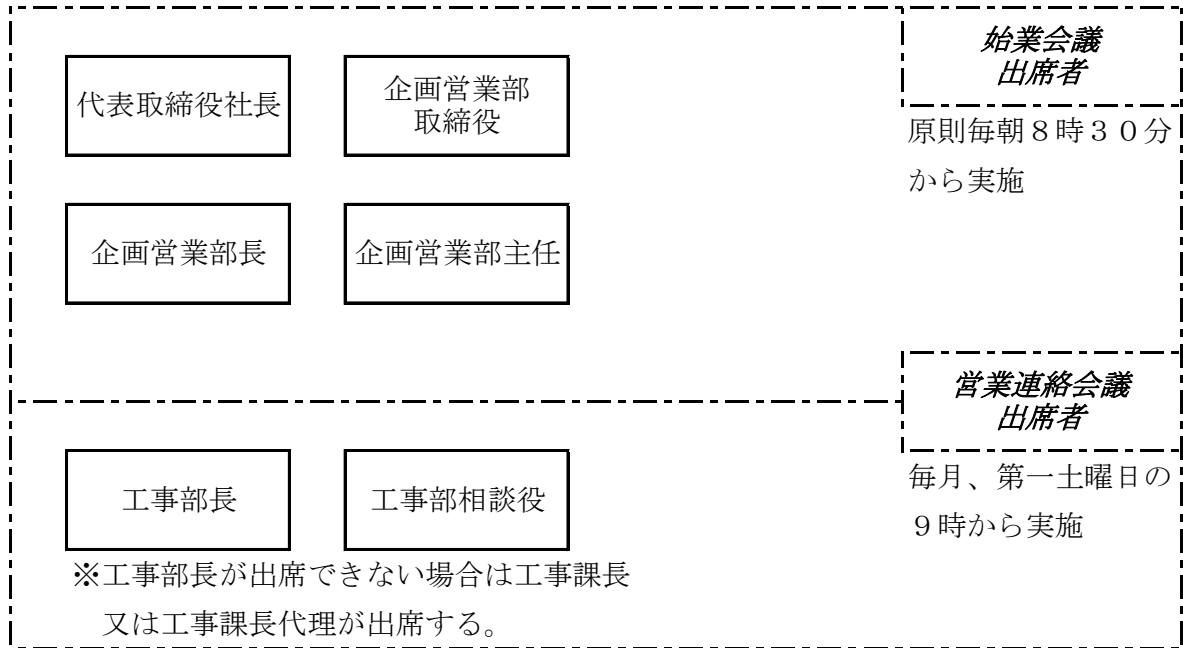 始業会議
出席者
原則毎朝８時３０分
から実施
代表取締役社長
企画営業部
取締役
企画営業部長
企画営業部主任
営業連絡会議
出席者
毎月、第一土曜日の
９時から実施
工事部長
工事部相談役
※工事部長が出席できない場合は工事課長
又は工事課長代理が出席する。